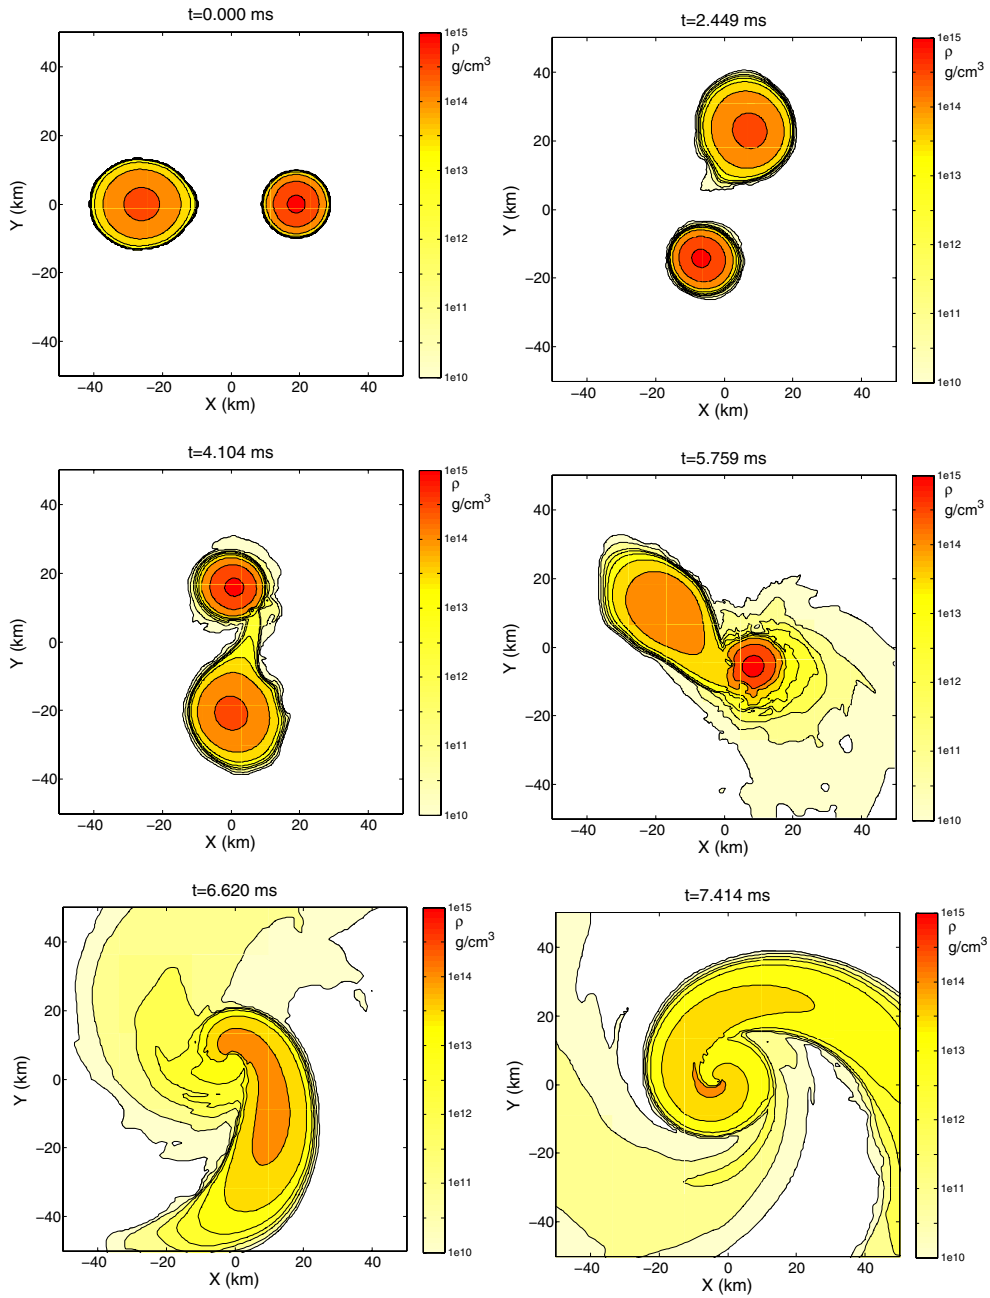 t=0.000 ms
1e15
ρ
g/cm³
1e14
1e13
1e12
1e11
1e10
40
20
0
−20
−40
Y (km)
−40 −20 0 20 40
X (km)
t=2.449 ms
1e15
ρ
g/cm³
1e14
1e13
1e12
1e11
1e10
40
20
0
−20
−40
Y (km)
−40 −20 0 20 40
X (km)
t=4.104 ms
1e15
ρ
g/cm³
1e14
1e13
1e12
1e11
1e10
40
20
0
−20
−40
Y (km)
−40 −20 0 20 40
X (km)
t=5.759 ms
1e15
ρ
g/cm³
1e14
1e13
1e12
1e11
1e10
40
20
0
−20
−40
Y (km)
−40 −20 0 20 40
X (km)
t=6.620 ms
1e15
ρ
g/cm³
1e14
1e13
1e12
1e11
1e10
40
20
0
−20
−40
Y (km)
−40 −20 0 20 40
X (km)
t=7.414 ms
1e15
ρ
g/cm³
1e14
1e13
1e12
1e11
1e10
40
20
0
−20
−40
Y (km)
−40 −20 0 20 40
X (km)